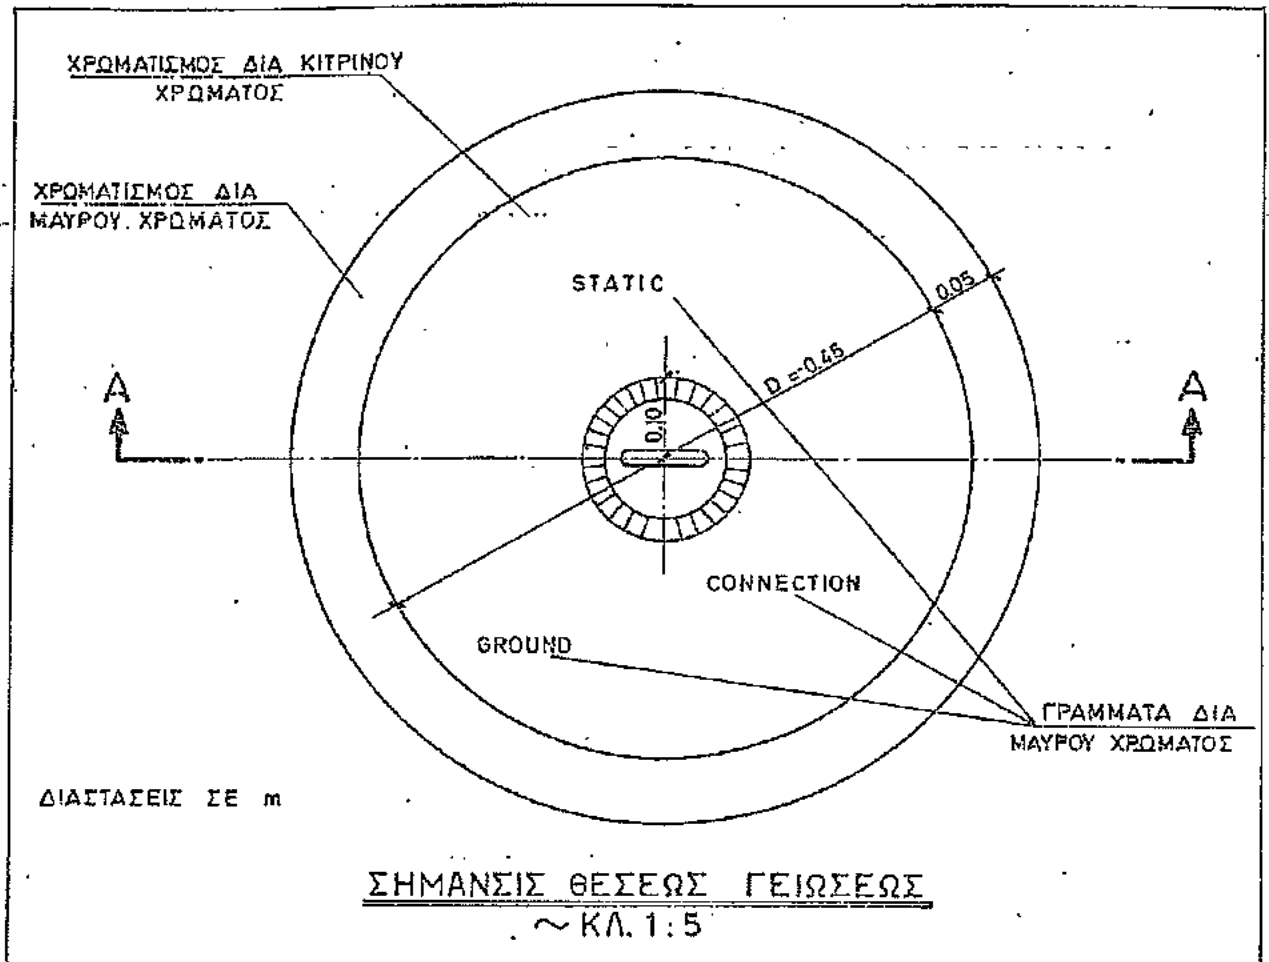 ΧΡΩΜΑΤΙΣΜΟΣ ΔΙΑ ΚΙΤΡΙΝΟΥ
ΧΡΩΜΑΤΟΣ
ΧΡΩΜΑΤΙΣΜΟΣ ΔΙΑ
ΜΑΥΡΟΥ ΧΡΩΜΑΤΟΣ
STATIC
0.05
D = 0.45
A
A
0.10
CONNECTION
GROUND
ΓΡΑΜΜΑΤΑ ΔΙΑ
ΜΑΥΡΟΥ ΧΡΩΜΑΤΟΣ
ΔΙΑΣΤΑΣΕΙΣ ΣΕ m
ΣΗΜΑΝΣΙΣ ΘΕΣΕΩΣ ΓΕΙΩΣΕΩΣ
~ ΚΛ. 1:5